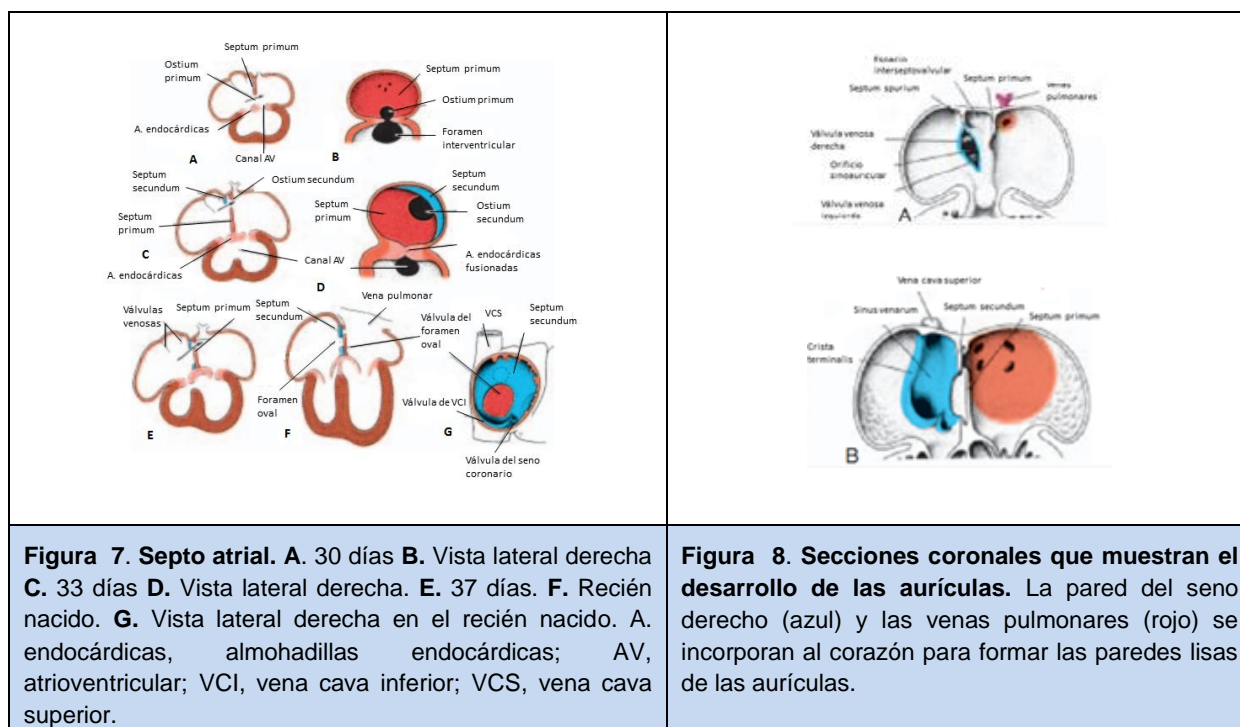 Septum primum
Ostium
primum
A. endocárdicas
Canal AV
A
Septum primum
Ostium primum
Foramen
interventricular
B
Septum
secundum
Ostium secundum
Septum
primum
A. endocárdicas
C
Canal AV
Septum
secundum
Septum
primum
Ostium
secundum
A. endocárdicas
fusionadas
D
Válvulas
venosas
Septum primum
E
Septum
secundum
Vena pulmonar
Válvula del
foramen
oval
Foramen
oval
F
VCS
Septum
secundum
Válvula de VCI
G
Válvula del seno
coronario
Espacio
interseptovalvular
Septum primum
Septum spurium
Venas
pulmonares
Válvula venosa
derecha
Orificio
sinoauricular
Válvula venosa
izquierda
A
Vena cava superior
Sinus venarum
Septum secundum
Septum primum
Crista
terminalis
B
Figura 7. Septo atrial. A. 30 días B. Vista lateral derecha
C. 33 días D. Vista lateral derecha. E. 37 días. F. Recién
nacido. G. Vista lateral derecha en el recién nacido. A.
endocárdicas, almohadillas endocárdicas; AV,
atrioventricular; VCI, vena cava inferior; VCS, vena cava
superior.
Figura 8. Secciones coronales que muestran el
desarrollo de las aurículas. La pared del seno
derecho (azul) y las venas pulmonares (rojo) se
incorporan al corazón para formar las paredes lisas
de las aurículas.